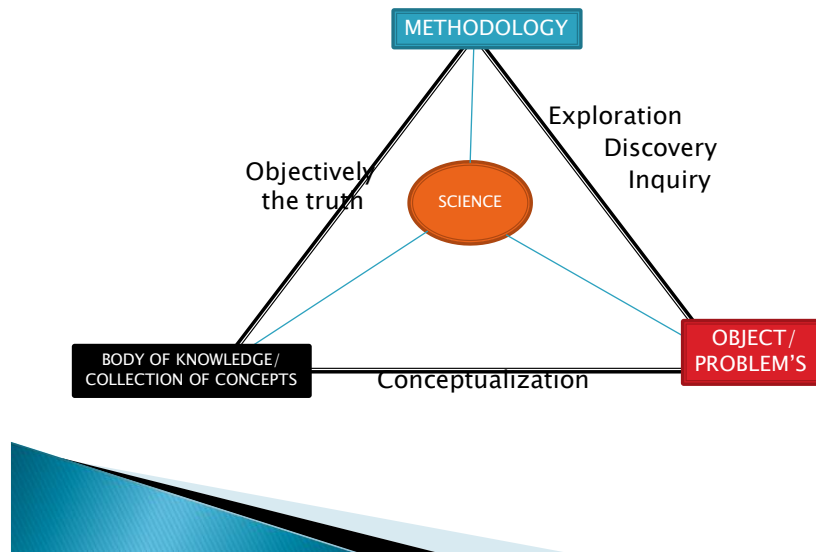 METHODOLOGY
Exploration
Discovery
Inquiry
Objectively
the truth
SCIENCE
OBJECT/
PROBLEM'S
BODY OF KNOWLEDGE/
COLLECTION OF CONCEPTS
Conceptualization